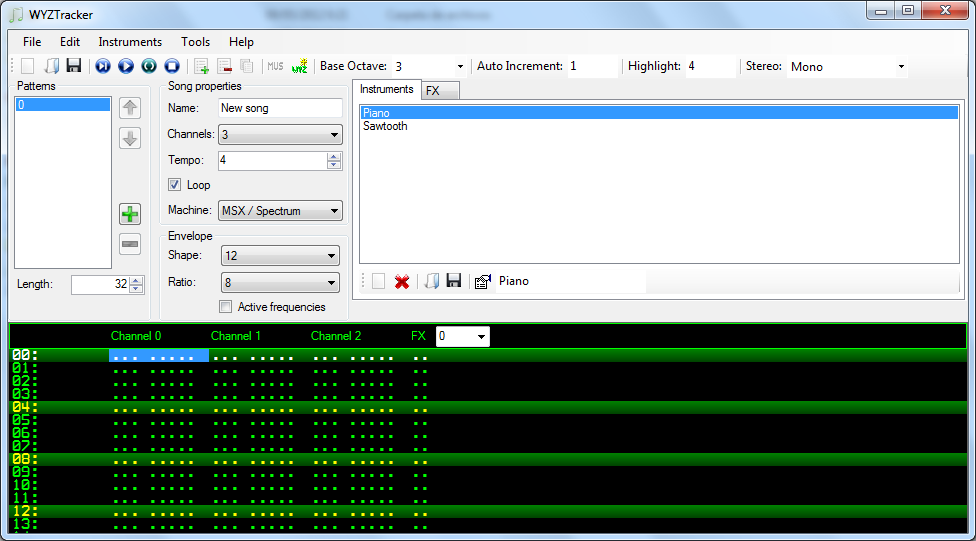 WYZTracker
File Edit Instruments Tools Help
MUS WYZ Base Octave: 3 Auto Increment: 1 Highlight: 4 Stereo: Mono
Patterns
0
Length: 32
Song properties
Name: New song
Channels: 3
Tempo: 4
Loop
Machine: MSX / Spectrum
Envelope
Shape: 12
Ratio: 8
Active frequencies
Instruments FX
Piano
Sawtooth
Piano
Channel 0 Channel 1 Channel 2 FX 0
00: ... ..... ... ..... ... ..... ..
01: ... ..... ... ..... ... ..... ..
02: ... ..... ... ..... ... ..... ..
03: ... ..... ... ..... ... ..... ..
04: ... ..... ... ..... ... ..... ..
05: ... ..... ... ..... ... ..... ..
06: ... ..... ... ..... ... ..... ..
07: ... ..... ... ..... ... ..... ..
08: ... ..... ... ..... ... ..... ..
09: ... ..... ... ..... ... ..... ..
10: ... ..... ... ..... ... ..... ..
11: ... ..... ... ..... ... ..... ..
12: ... ..... ... ..... ... ..... ..
13: ... ..... ... ..... ... ..... ..